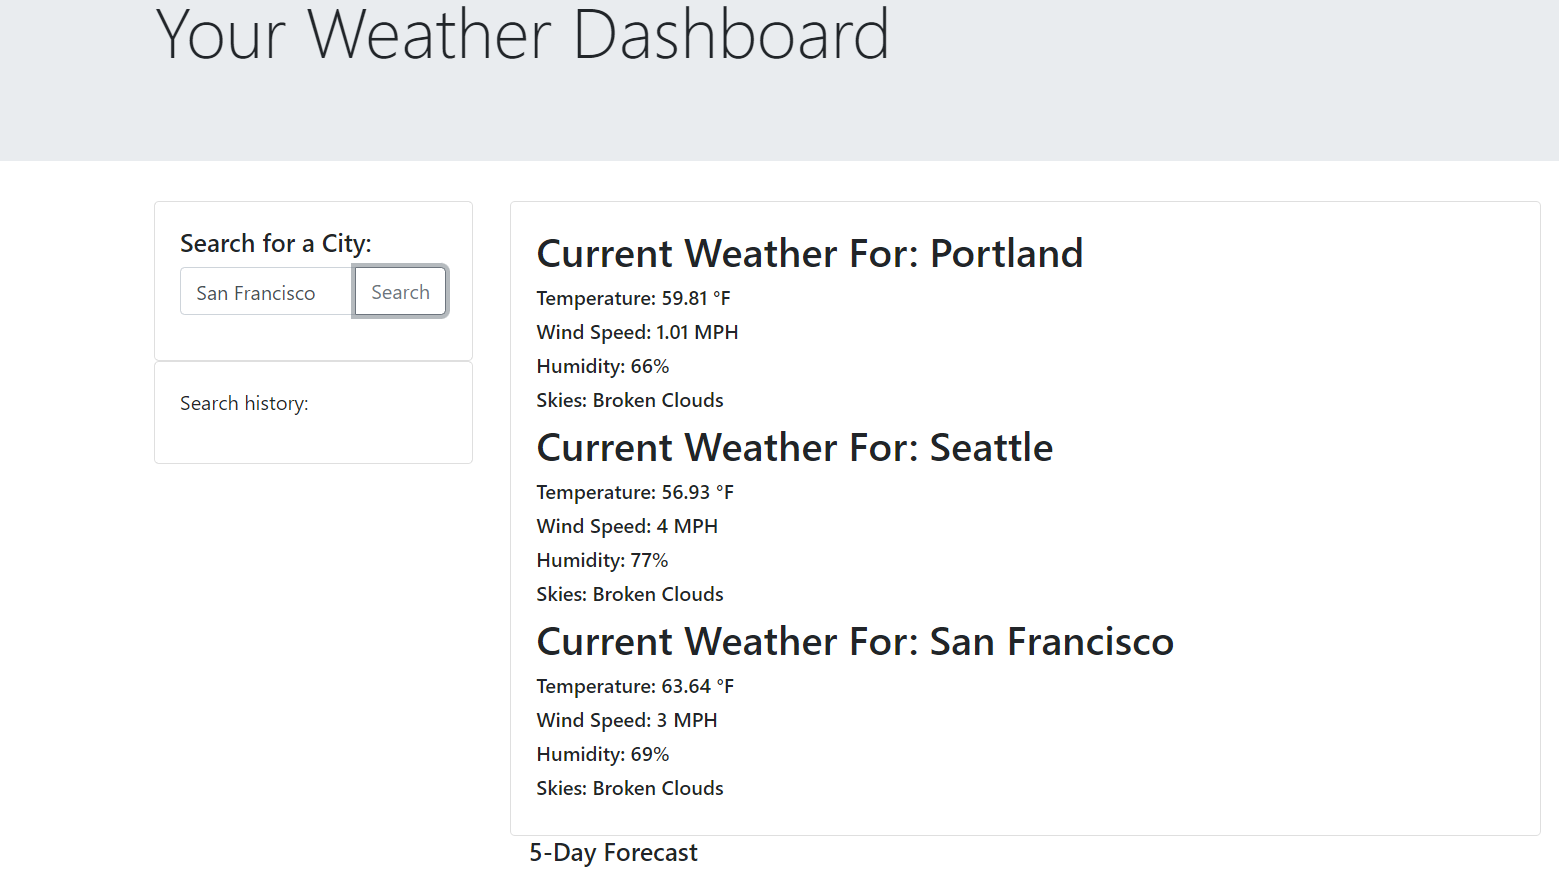 Your Weather Dashboard
Search for a City:
San Francisco
Search
Search history:
Current Weather For: Portland
Temperature: 59.81 °F
Wind Speed: 1.01 MPH
Humidity: 66%
Skies: Broken Clouds
Current Weather For: Seattle
Temperature: 56.93 °F
Wind Speed: 4 MPH
Humidity: 77%
Skies: Broken Clouds
Current Weather For: San Francisco
Temperature: 63.64 °F
Wind Speed: 3 MPH
Humidity: 69%
Skies: Broken Clouds
5-Day Forecast